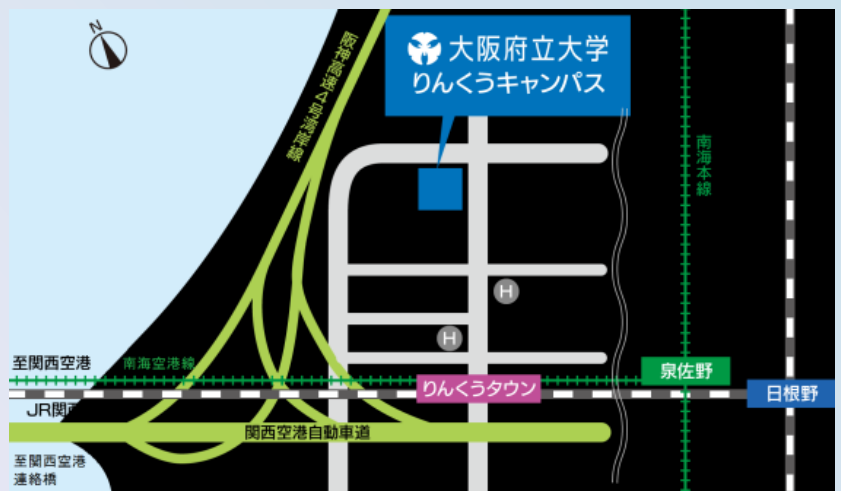 N
大阪府立大学
りんくうキャンパス
阪神高速4号湾岸線
南海本線
H
H
至関西空港
南海空港線
泉佐野
りんくうタウン
日根野
JR関
関西空港自動車道
至関西空港
連絡橋